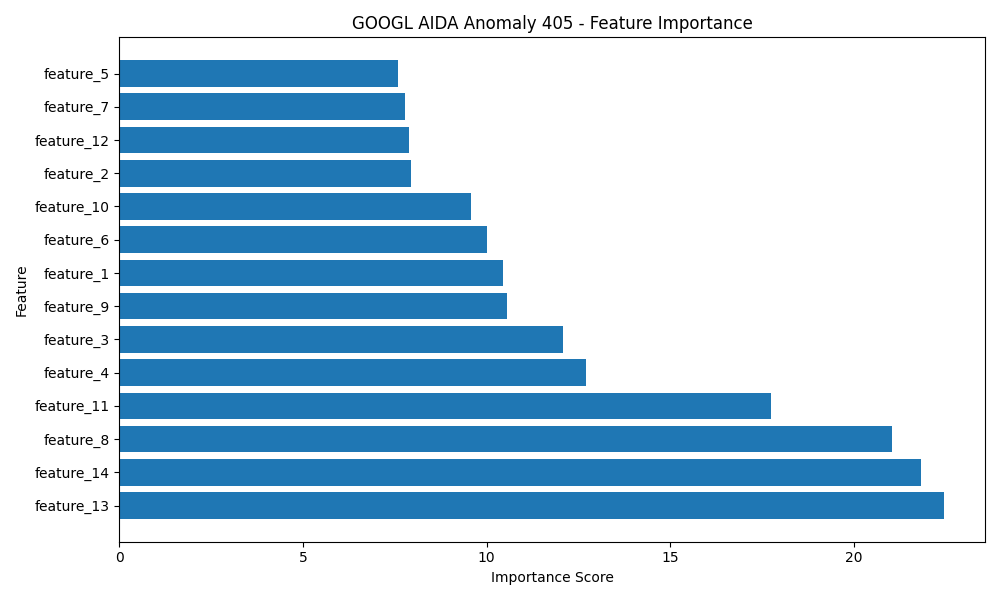 GOOGL AIDA Anomaly 405 - Feature Importance
feature_5
feature_7
feature_12
feature_2
feature_10
feature_6
feature_1
feature_9
feature_3
feature_4
feature_11
feature_8
feature_14
feature_13
Feature
0 5 10 15 20
Importance Score